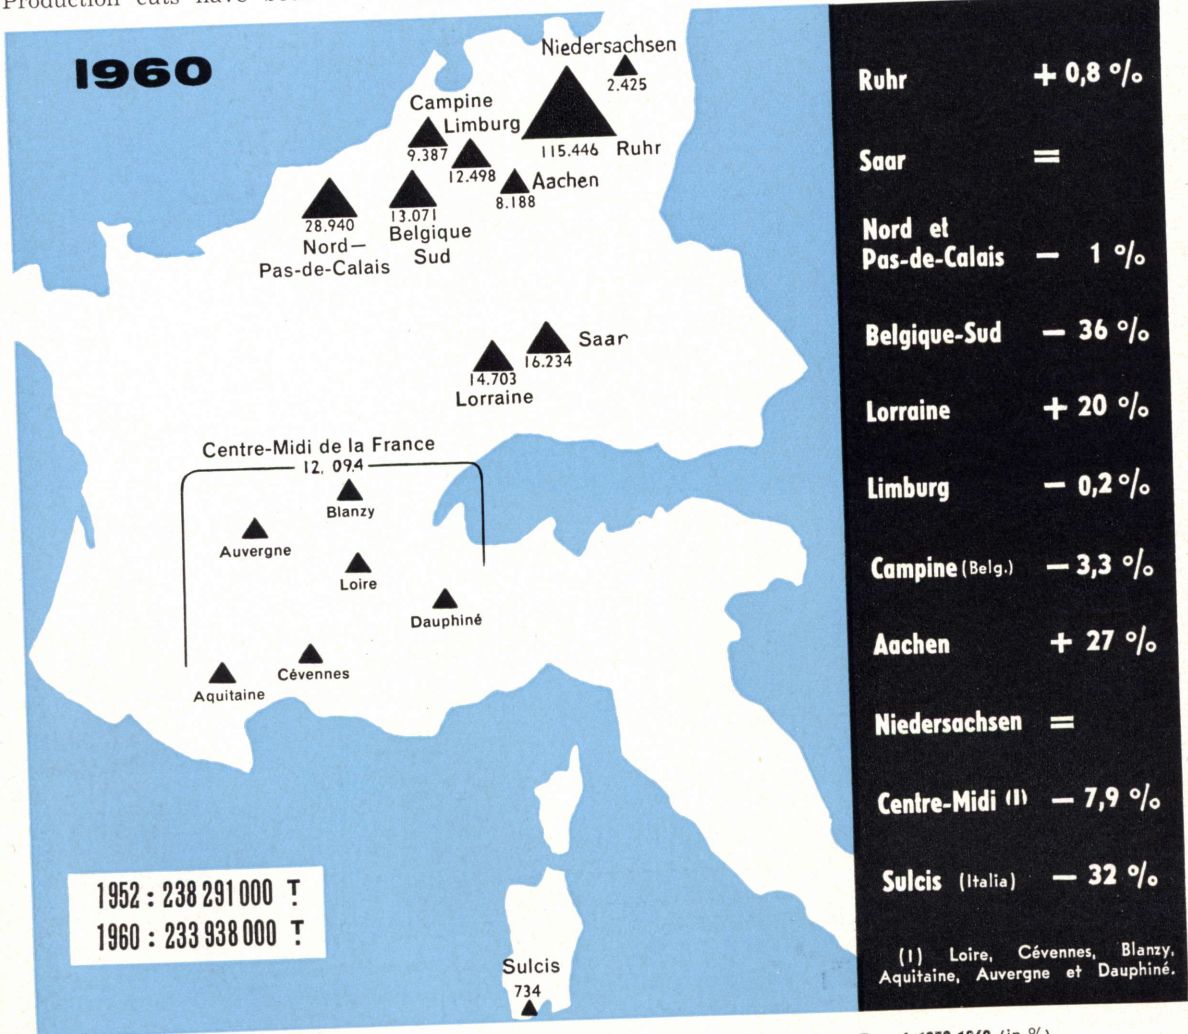 Production cuts have
1960
Niedersachsen
2.425
Campine
9.387
Limburg
12.498
115.446 Ruhr
Aachen
8.188
28.940
Nord—
Pas-de-Calais
13.071
Belgique
Sud
Saar
16.234
14.703
Lorraine
Centre-Midi de la France
12. 094
Blanzy
Auvergne
Loire
Dauphiné
Cévennes
Aquitaine
1952 : 238 291 000 T.
1960 : 233 938 000 T.
Sulcis
734
Ruhr + 0,8 %
Saar =
Nord et
Pas-de-Calais — 1 %
Belgique-Sud — 36 %
Lorraine + 20 %
Limburg — 0,2 %
Campine (Belg.) — 3,3 %
Aachen + 27 %
Niedersachsen =
Centre-Midi (I) — 7,9 %
Sulcis (Italia) — 32 %
(I) Loire, Cévennes, Blanzy,
Aquitaine, Auvergne et Dauphiné.
1952-1960 (in %)